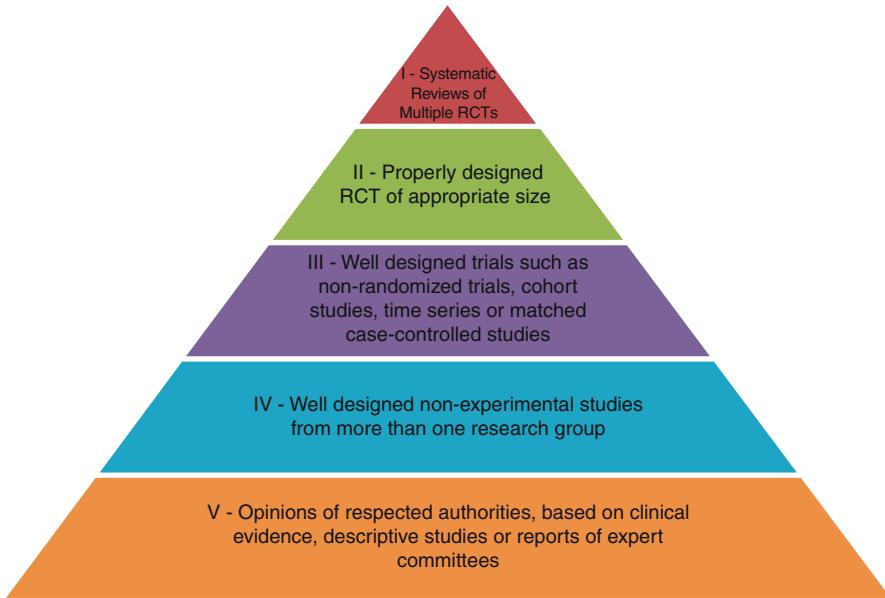 I - Systematic
Reviews of
Multiple RCTs
II - Properly designed
RCT of appropriate size
III - Well designed trials such as
non-randomized trials, cohort
studies, time series or matched
case-controlled studies
IV - Well designed non-experimental studies
from more than one research group
V - Opinions of respected authorities, based on clinical
evidence, descriptive studies or reports of expert
committees